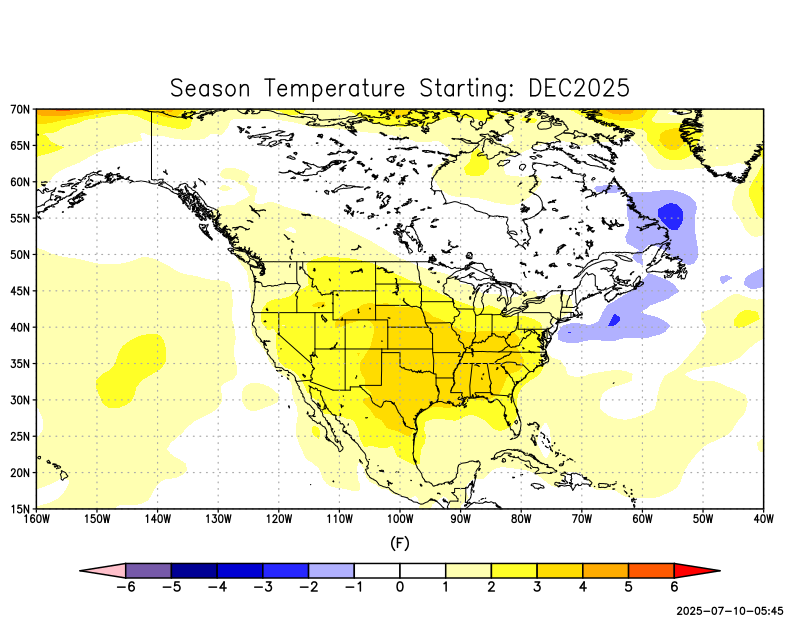 Season Temperature Starting: DEC2025
70N
65N
60N
55N
50N
45N
40N
35N
30N
25N
20N
15N
160W 150W 140W 130W 120W 110W 100W 90W 80W 70W 60W 50W 40W
(F)
−6 −5 −4 −3 −2 −1 0 1 2 3 4 5 6
2025-07-10-05:45